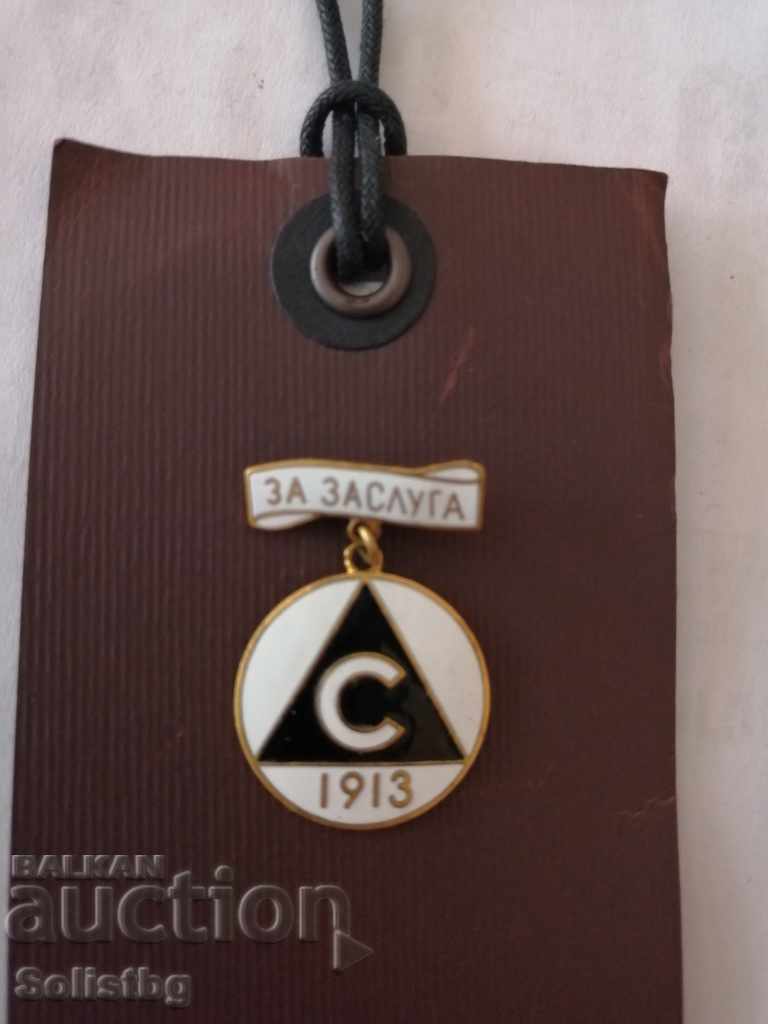 ЗА ЗАСЛУГА
С
1913
BALKAN
auction
Solistbg